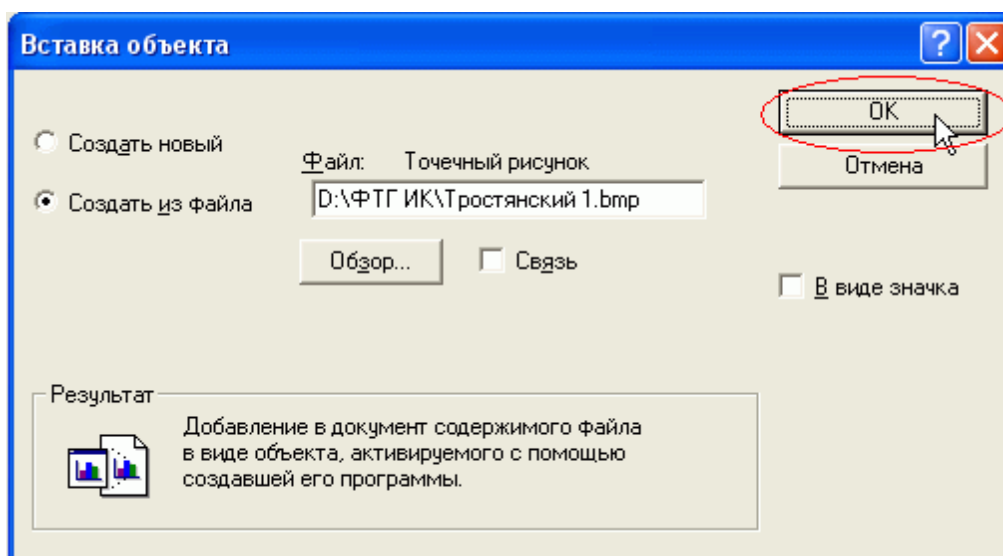 Вставка объекта
Создать новый
Создать из файла
Файл: Точечный рисунок
D:\ФТГ ИК\Тростянский 1.bmp
Обзор...
Связь
OK
Отмена
В виде значка
Результат
Добавление в документ содержимого файла
в виде объекта, активируемого с помощью
создавшей его программы.